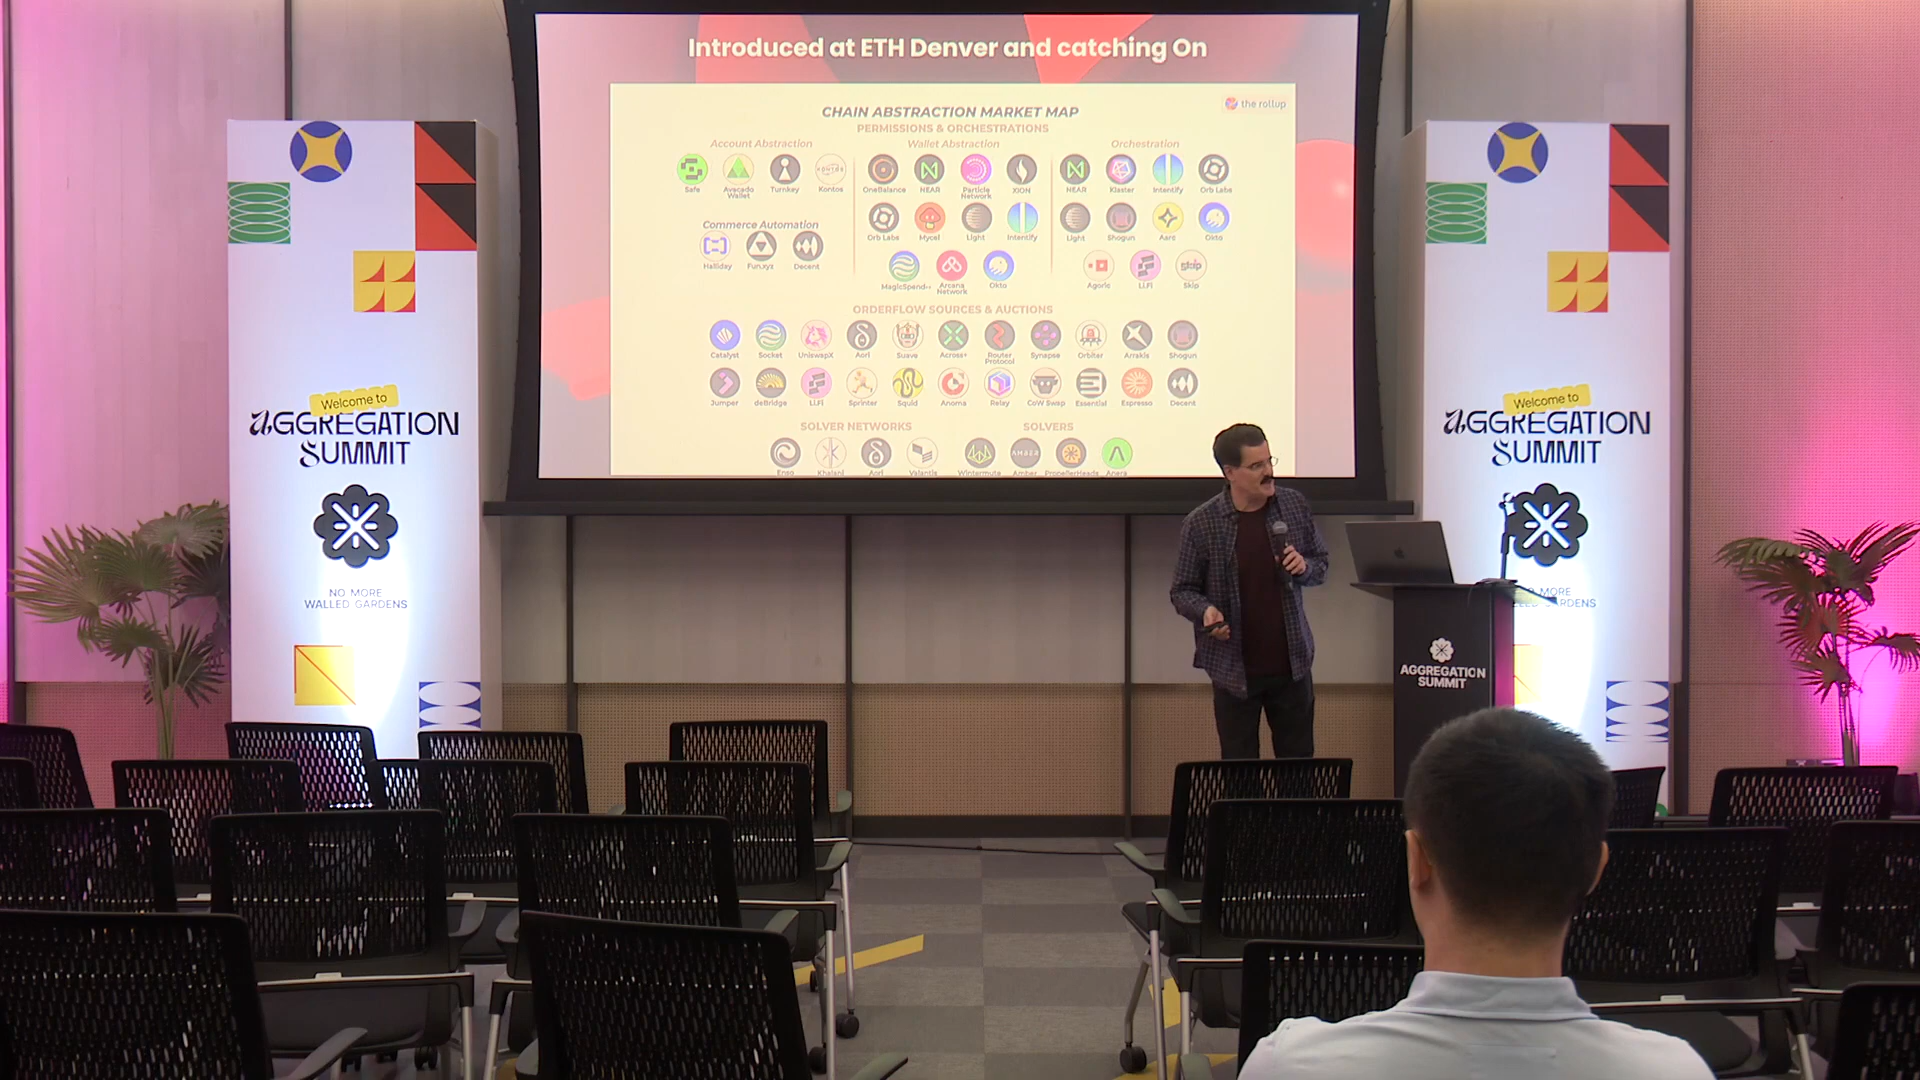 Introduced at ETH Denver and catching On
the rollup
CHAIN ABSTRACTION MARKET MAP
PERMISSIONS & ORCHESTRATIONS
Account Abstraction
Safe Avocado Wallet Turnkey Kontos
Commerce Automation
Halliday Fun.xyz Decent
Wallet Abstraction
OneBalance NEAR Particle Network XION
Orb Labs Mycel Light Intentify
MagicSpend++ Arcana Network Okto
Orchestration
NEAR Klaster Intentify Orb Labs
Light Shogun Aarc Okto
Agoric Li.Fi Skip
ORDERFLOW SOURCES & AUCTIONS
Catalyst Socket UniswapX Aori Suave Across+ Router Protocol Synapse Orbiter Arrakis Shogun
Jumper deBridge Li.Fi Sprinter Squid Anoma Relay CoW Swap Essential Espresso Decent
SOLVER NETWORKS
Enso Khalani Aori Valantis
SOLVERS
Wintermute Amber PropellerHeads Apera
Welcome to
AGGREGATION
SUMMIT
NO MORE
WALLED GARDENS
Welcome to
AGGREGATION
SUMMIT
MORE
AGGREGATION
SUMMIT